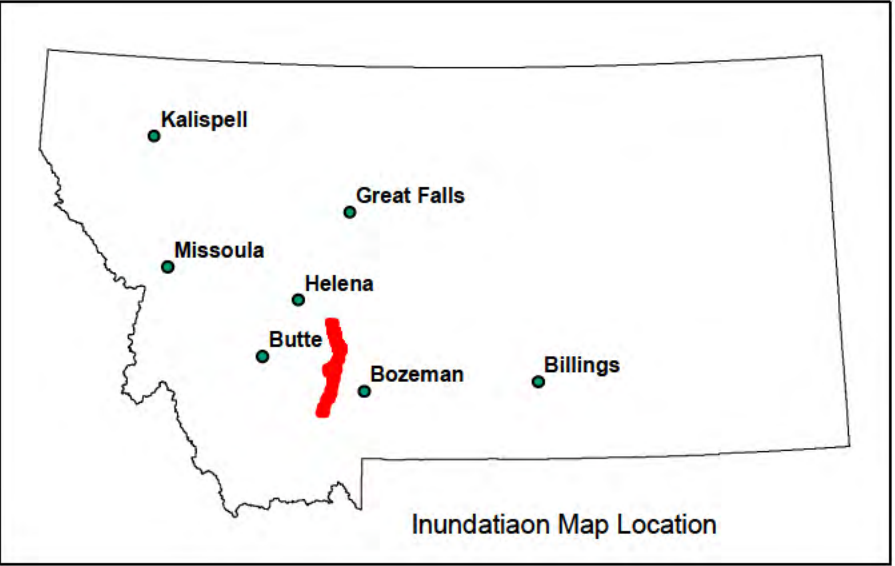 Kalispell
Great Falls
Missoula
Helena
Butte
Bozeman
Billings
Inundatiaon Map Location